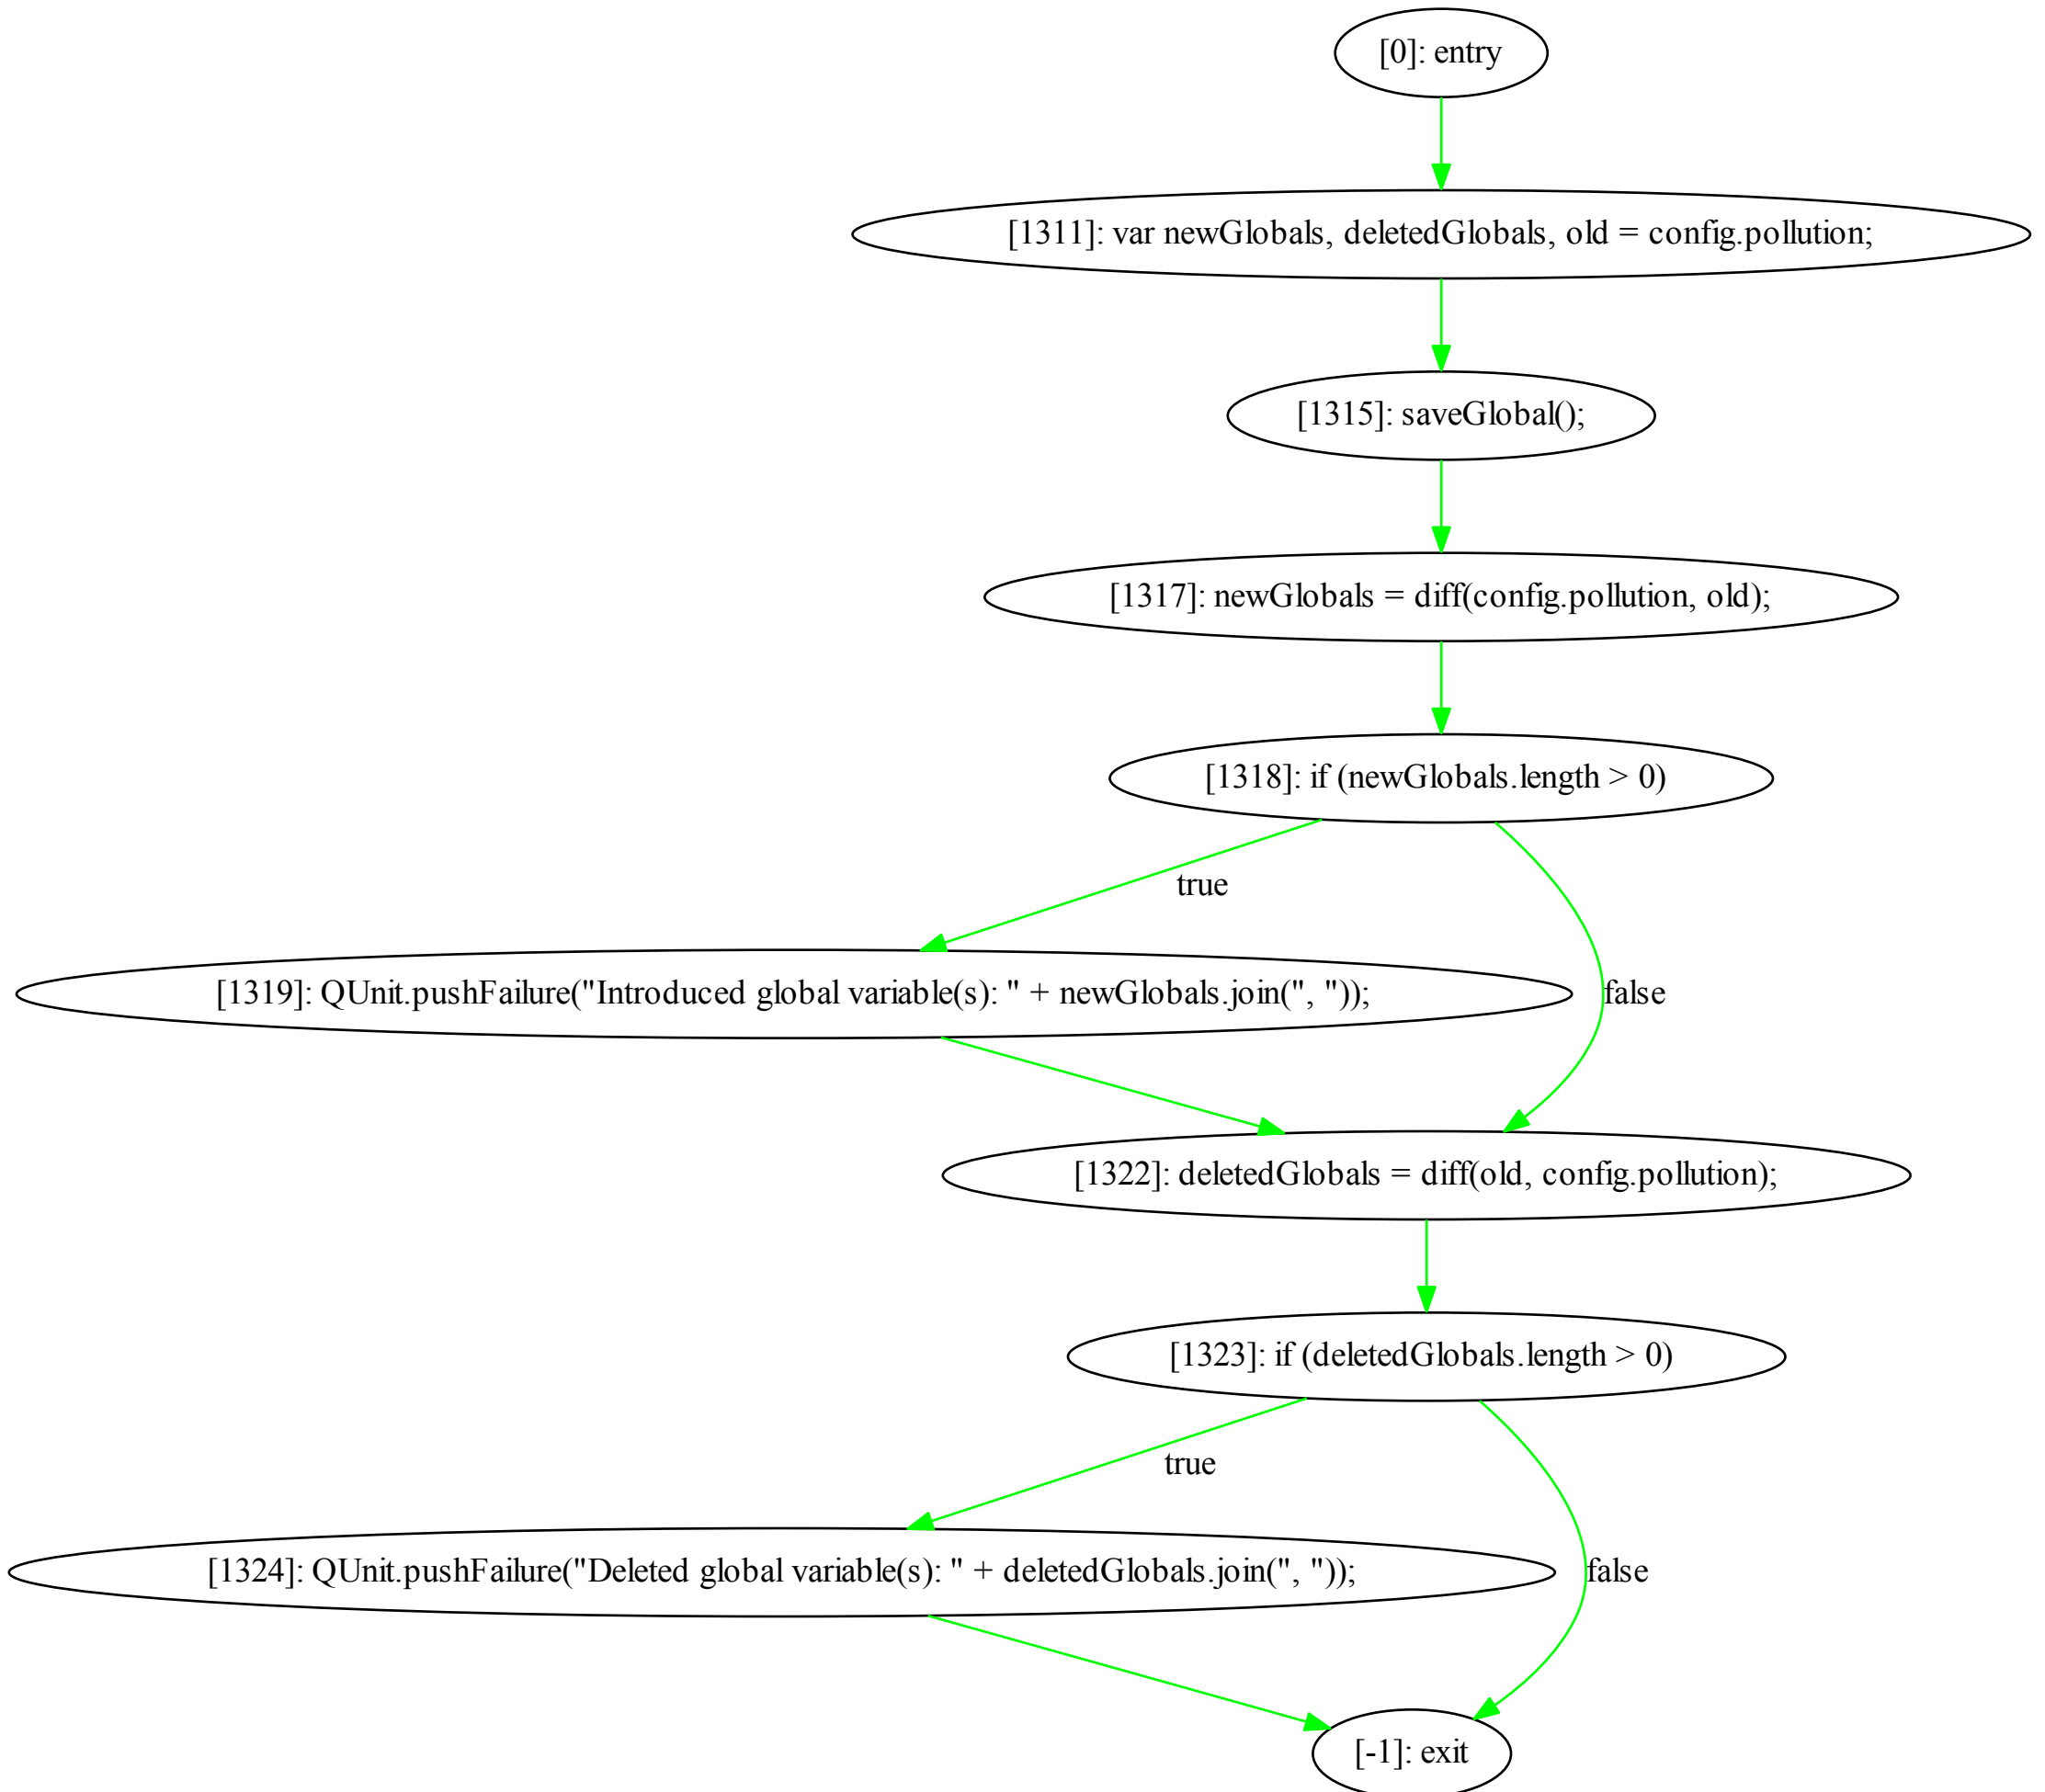 [0]: entry
[1311]: var newGlobals, deletedGlobals, old = config.pollution;
[1315]: saveGlobal();
[1317]: newGlobals = diff(config.pollution, old);
[1318]: if (newGlobals.length > 0)
true
[1319]: QUnit.pushFailure("Introduced global variable(s): " + newGlobals.join(", "));
false
[1322]: deletedGlobals = diff(old, config.pollution);
[1323]: if (deletedGlobals.length > 0)
true
[1324]: QUnit.pushFailure("Deleted global variable(s): " + deletedGlobals.join(", "));
false
[-1]: exit